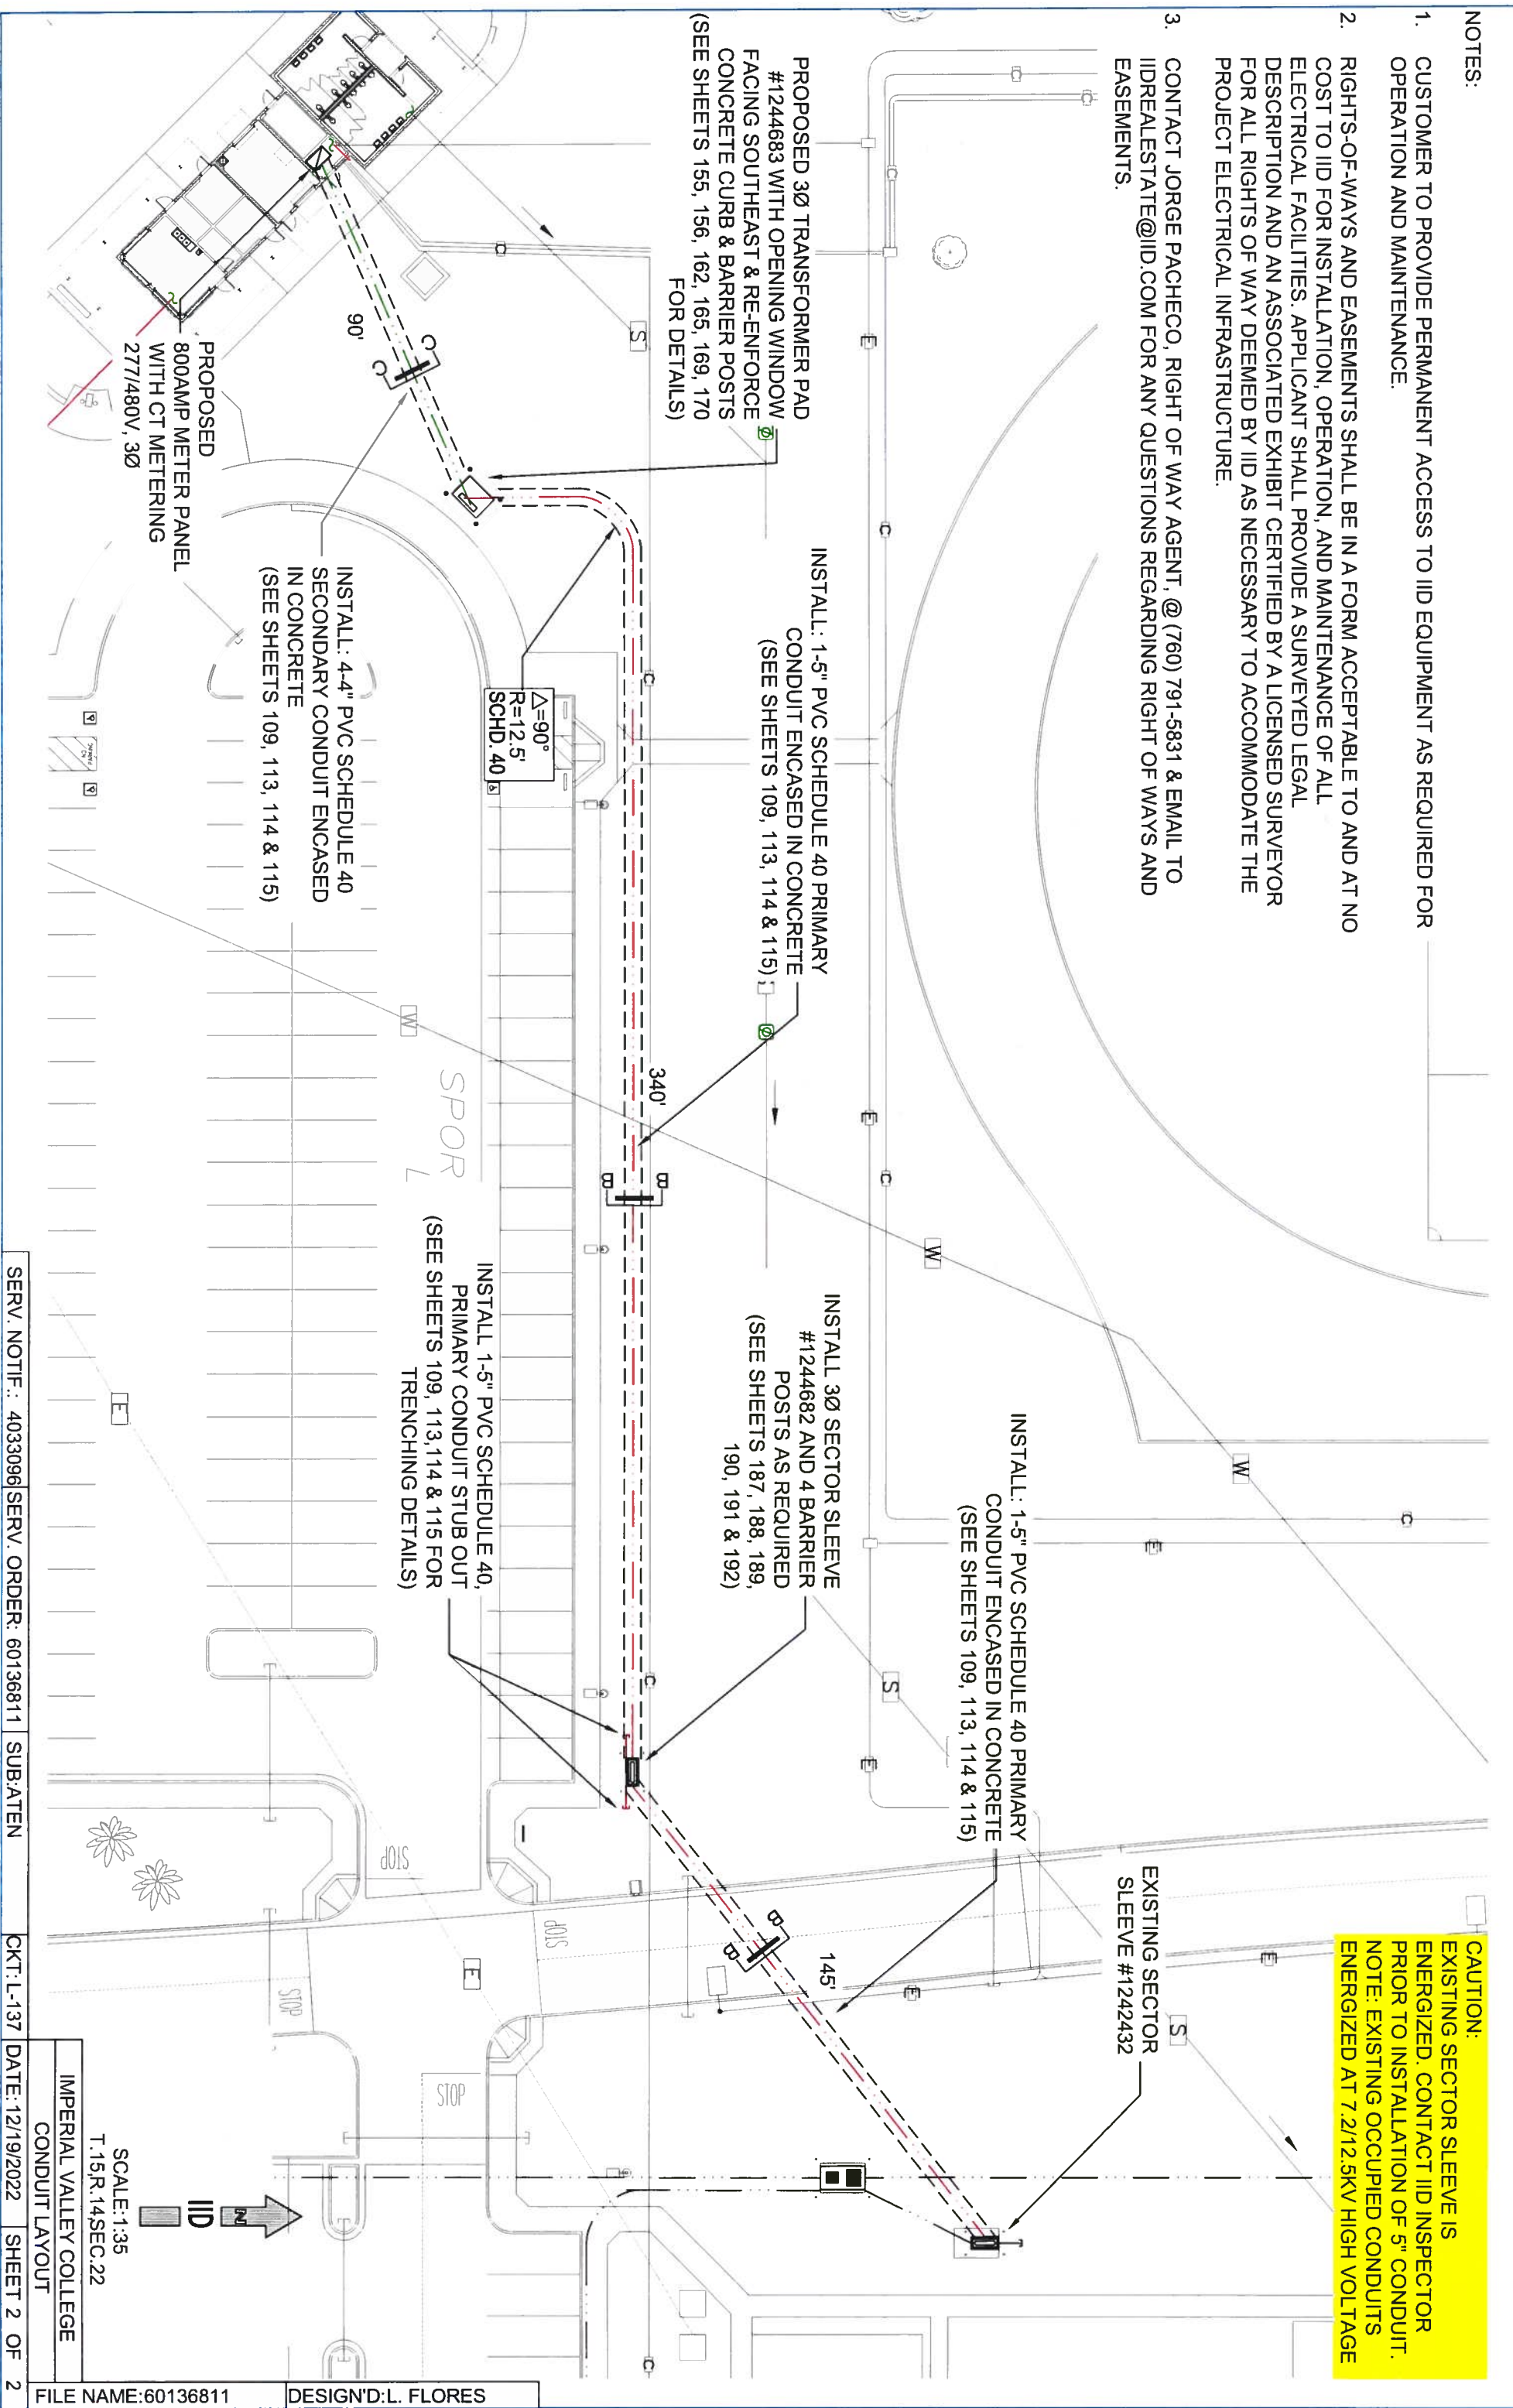 NOTES:
1. CUSTOMER TO PROVIDE PERMANENT ACCESS TO IID EQUIPMENT AS REQUIRED FOR
OPERATION AND MAINTENANCE.
2. RIGHTS-OF-WAYS AND EASEMENTS SHALL BE IN A FORM ACCEPTABLE TO AND AT NO
COST TO IID FOR INSTALLATION, OPERATION, AND MAINTENANCE OF ALL
ELECTRICAL FACILITIES. APPLICANT SHALL PROVIDE A SURVEYED LEGAL
DESCRIPTION AND AN ASSOCIATED EXHIBIT CERTIFIED BY A LICENSED SURVEYOR
FOR ALL RIGHTS OF WAY DEEMED BY IID AS NECESSARY TO ACCOMMODATE THE
PROJECT ELECTRICAL INFRASTRUCTURE.
3. CONTACT JORGE PACHECO, RIGHT OF WAY AGENT, @ (760) 791-5831 & EMAIL TO
IIDREALESTATE@IID.COM FOR ANY QUESTIONS REGARDING RIGHT OF WAYS AND
EASEMENTS.
CAUTION:
EXISTING SECTOR SLEEVE IS
ENERGIZED. CONTACT IID INSPECTOR
PRIOR TO INSTALLATION OF 5" CONDUIT.
NOTE: EXISTING OCCUPIED CONDUITS
ENERGIZED AT 7.2/12.5KV HIGH VOLTAGE
EXISTING SECTOR
SLEEVE #1242432
INSTALL: 1-5" PVC SCHEDULE 40 PRIMARY
CONDUIT ENCASED IN CONCRETE
(SEE SHEETS 109, 113, 114 & 115)
145'
B
B
INSTALL 3Ø SECTOR SLEEVE
#1244682 AND 4 BARRIER
POSTS AS REQUIRED
(SEE SHEETS 187, 188, 189,
190, 191 & 192)
INSTALL: 1-5" PVC SCHEDULE 40 PRIMARY
CONDUIT ENCASED IN CONCRETE
(SEE SHEETS 109, 113, 114 & 115)
340'
B
B
PROPOSED 3Ø TRANSFORMER PAD
#1244683 WITH OPENING WINDOW
FACING SOUTHEAST & RE-ENFORCE
CONCRETE CURB & BARRIER POSTS
(SEE SHEETS 155, 156, 162, 165, 169, 170
FOR DETAILS)
90'
C
C
Δ=90°
R=12.5'
SCHD. 40
INSTALL 1-5" PVC SCHEDULE 40,
PRIMARY CONDUIT STUB OUT
(SEE SHEETS 109, 113,114 & 115 FOR
TRENCHING DETAILS)
INSTALL: 4-4" PVC SCHEDULE 40
SECONDARY CONDUIT ENCASED
IN CONCRETE
(SEE SHEETS 109, 113, 114 & 115)
PROPOSED
800AMP METER PANEL
WITH CT METERING
277/480V, 3Ø
SPOR
L
STOP
STOP
STOP
STOP
W
W
W
S
S
S
E
E
E
E
E
E
E
E
E
C
C
C
C
C
C
C
C
C
C
C
IID
N
SCALE:1:35
T.15,R.14,SEC.22
IMPERIAL VALLEY COLLEGE
CONDUIT LAYOUT
SERV. NOTIF.: 4033096 SERV. ORDER: 60136811 SUB:ATEN CKT: L-137 DATE:12/19/2022 SHEET 2 OF 2
FILE NAME:60136811 DESIGN'D:L. FLORES